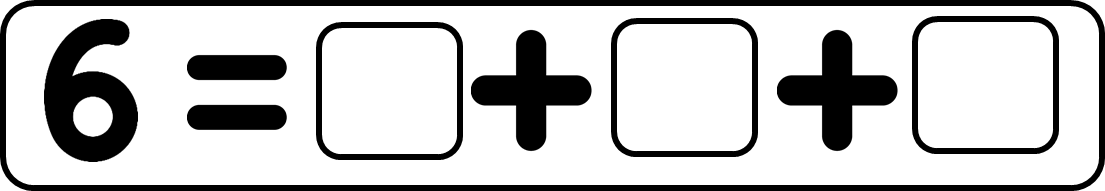 6 = □ + □ + □